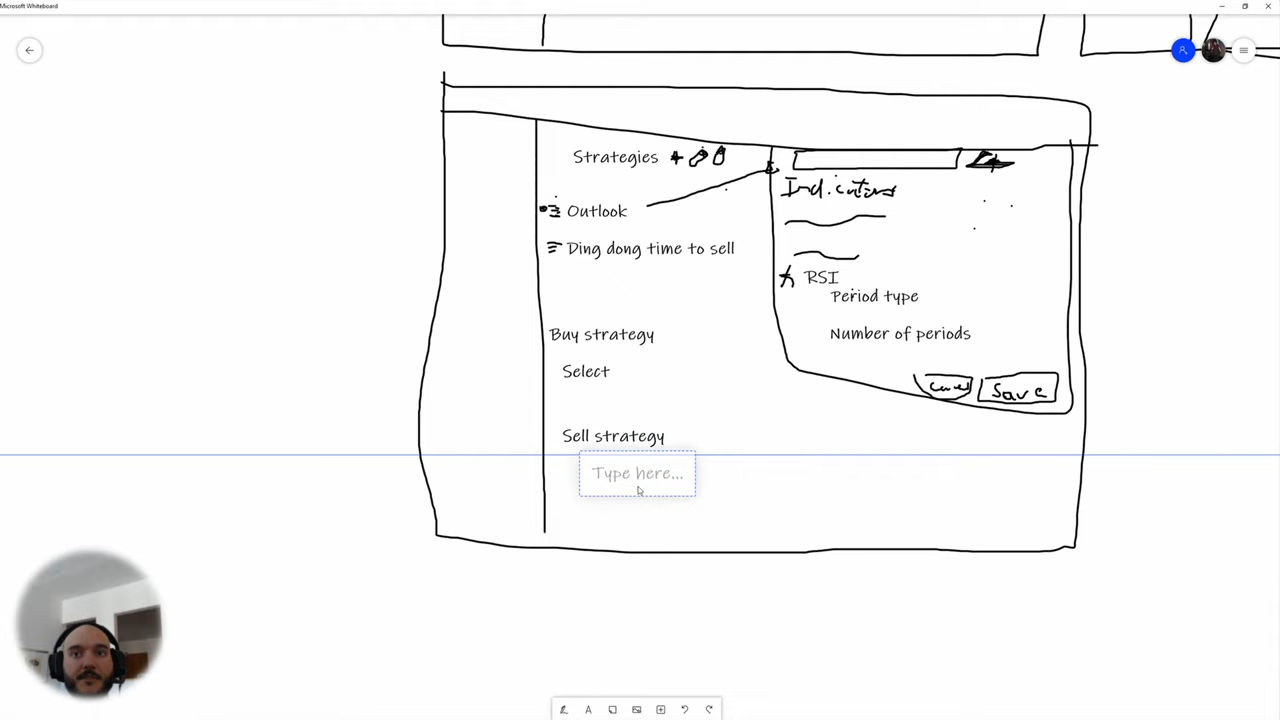 Microsoft Whiteboard
Strategies
Indicators
Outlook
Ding dong time to sell
RSI
Period type
Number of periods
Buy strategy
Select
Cancel Save
Sell strategy
Type here...